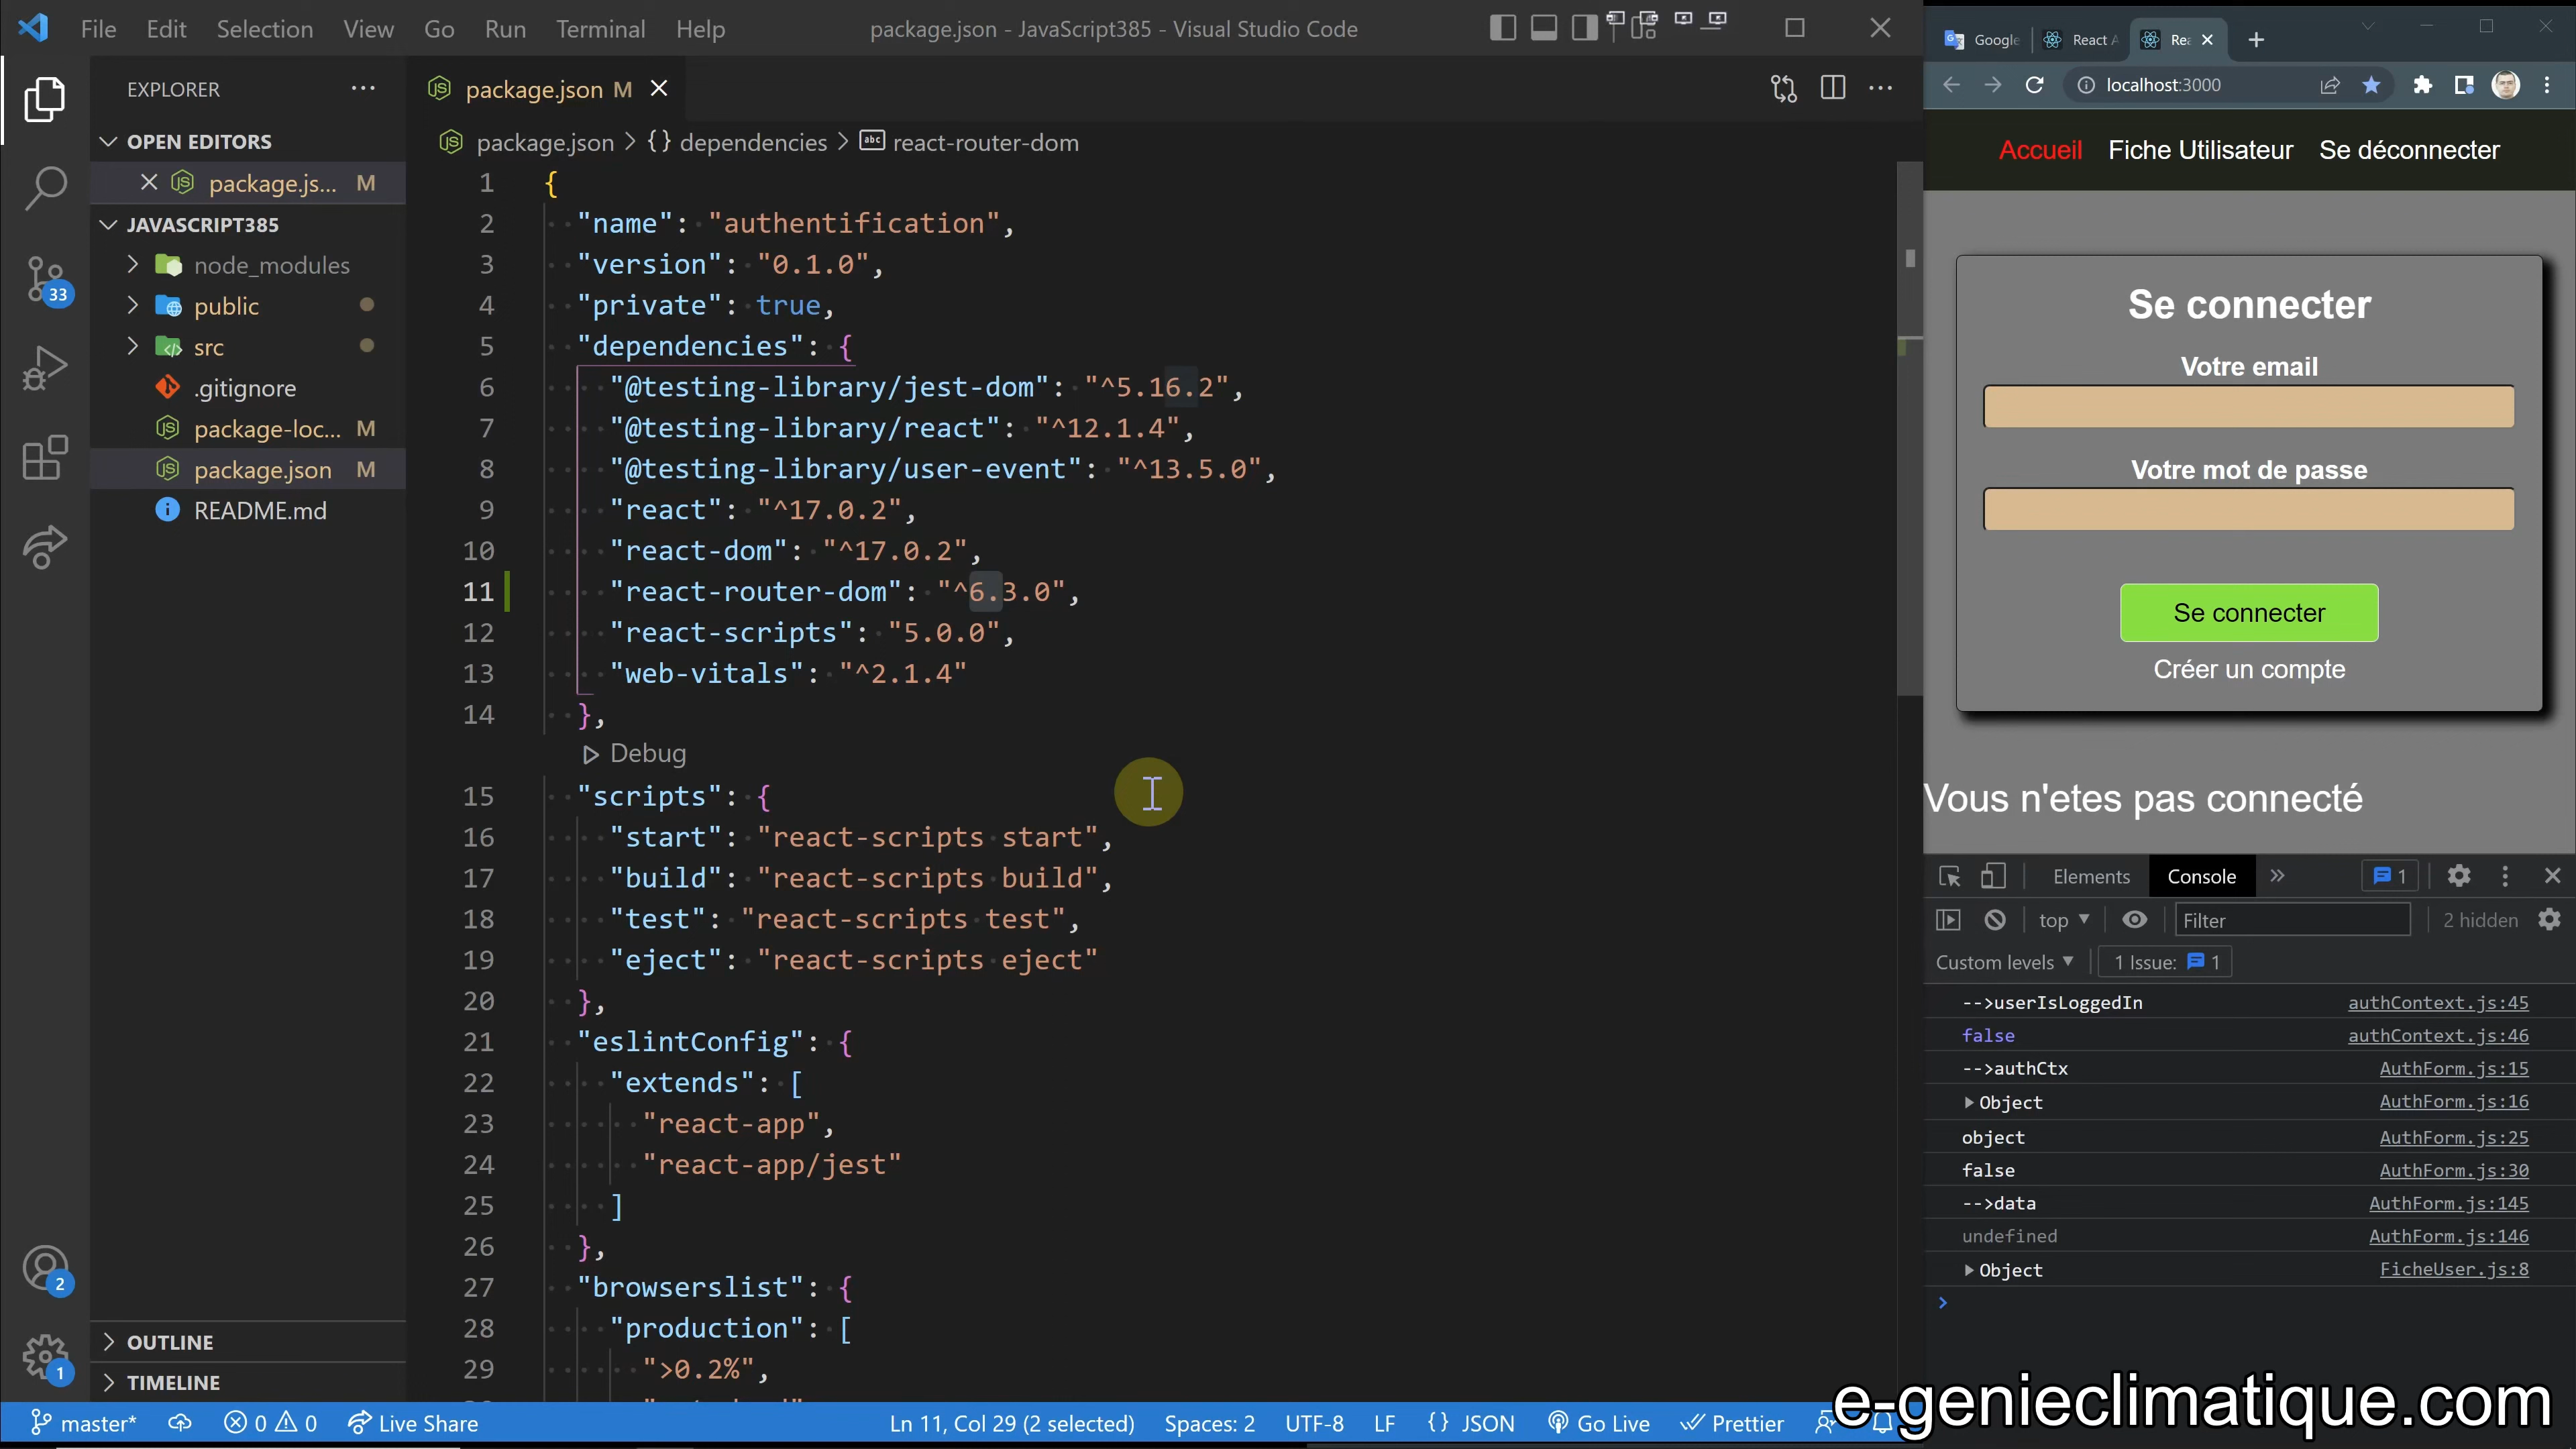 File Edit Selection View Go Run Terminal Help
package.json - JavaScript385 - Visual Studio Code
EXPLORER
OPEN EDITORS
package.js... M
JAVASCRIPT385
node_modules
public
src
.gitignore
package-loc... M
package.json M
README.md
OUTLINE
TIMELINE
33
2
1
package.json M
package.json > {} dependencies > abc react-router-dom
1 {
2 "name": "authentification",
3 "version": "0.1.0",
4 "private": true,
5 "dependencies": {
6 "@testing-library/jest-dom": "^5.16.2",
7 "@testing-library/react": "^12.1.4",
8 "@testing-library/user-event": "^13.5.0",
9 "react": "^17.0.2",
10 "react-dom": "^17.0.2",
11 "react-router-dom": "^6.3.0",
12 "react-scripts": "5.0.0",
13 "web-vitals": "^2.1.4"
14 },
Debug
15 "scripts": {
16 "start": "react-scripts start",
17 "build": "react-scripts build",
18 "test": "react-scripts test",
19 "eject": "react-scripts eject"
20 },
21 "eslintConfig": {
22 "extends": [
23 "react-app",
24 "react-app/jest"
25 ]
26 },
27 "browserslist": {
28 "production": [
29 ">0.2%",
master* 0 0 Live Share
Ln 11, Col 29 (2 selected) Spaces: 2 UTF-8 LF {} JSON Go Live Prettier
Google
React A
Rea
localhost:3000
Accueil Fiche Utilisateur Se déconnecter
Se connecter
Votre email
Votre mot de passe
Se connecter
Créer un compte
Vous n'etes pas connecté
Elements Console » 1
top Filter 2 hidden
Custom levels 1 Issue: 1
-->userIsLoggedIn authContext.js:45
false authContext.js:46
-->authCtx AuthForm.js:15
Object AuthForm.js:16
object AuthForm.js:25
false AuthForm.js:30
-->data AuthForm.js:145
undefined AuthForm.js:146
Object FicheUser.js:8
e-genieclimatique.com